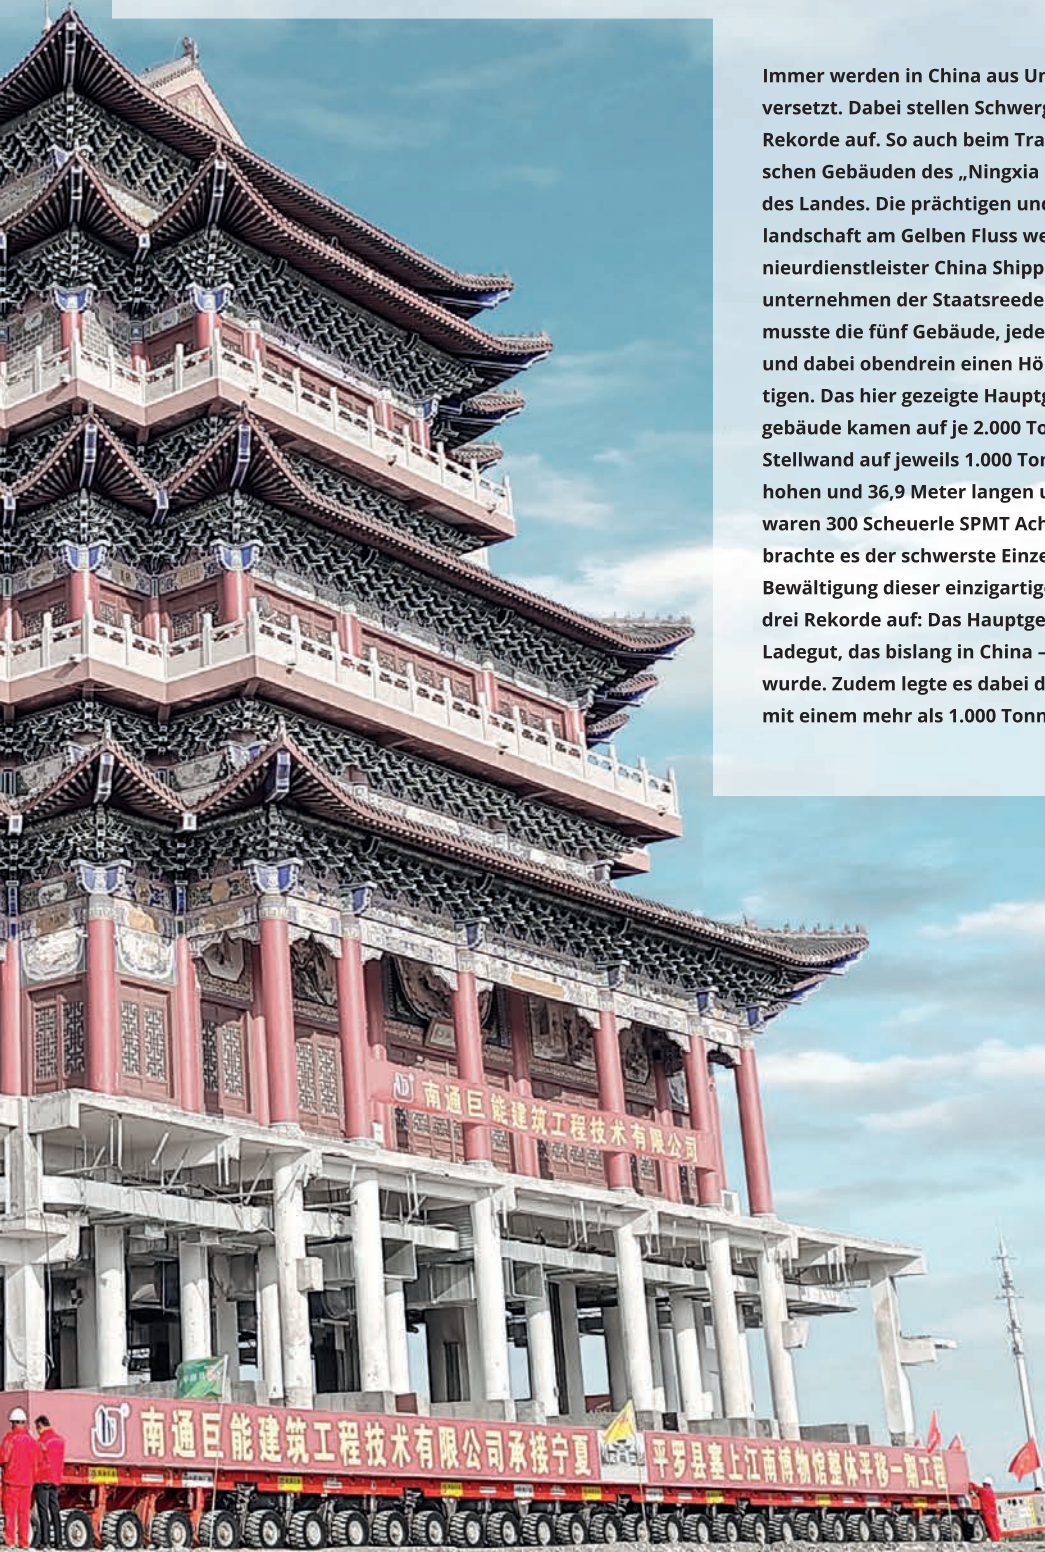 Immer werden in China aus Un
versetzt. Dabei stellen Schwerg
Rekorde auf. So auch beim Tra
schen Gebäuden des „Ningxia
des Landes. Die prächtigen und
landschaft am Gelben Fluss we
nieurdienstleister China Shipp
unternehmen der Staatsreede
musste die fünf Gebäude, jede
und dabei obendrein einen Hö
tigen. Das hier gezeigte Hauptg
gebäude kamen auf je 2.000 To
Stellwand auf jeweils 1.000 Ton
hohen und 36,9 Meter langen u
waren 300 Scheuerle SPMT Ach
brachte es der schwerste Einze
Bewältigung dieser einzigartige
drei Rekorde auf: Das Hauptge
Ladegut, das bislang in China –
wurde. Zudem legte es dabei d
mit einem mehr als 1.000 Tonn
南通巨能建筑工程技术有限公司
南通巨能建筑工程技术有限公司承接宁夏 平罗县塞上江南博物馆整体平移一期工程